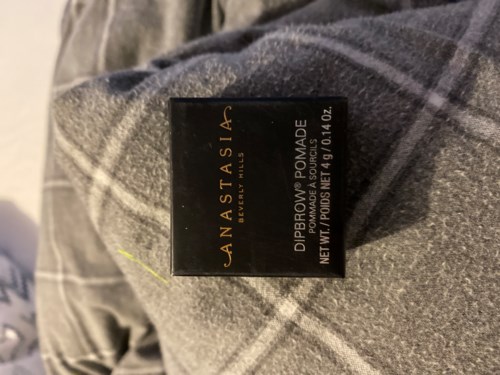 ANASTASIA
BEVERLY HILLS
DIPBROW® POMADE
POMMADE À SOURCILS
NET WT. / POIDS NET 4 g / 0.14 Oz.